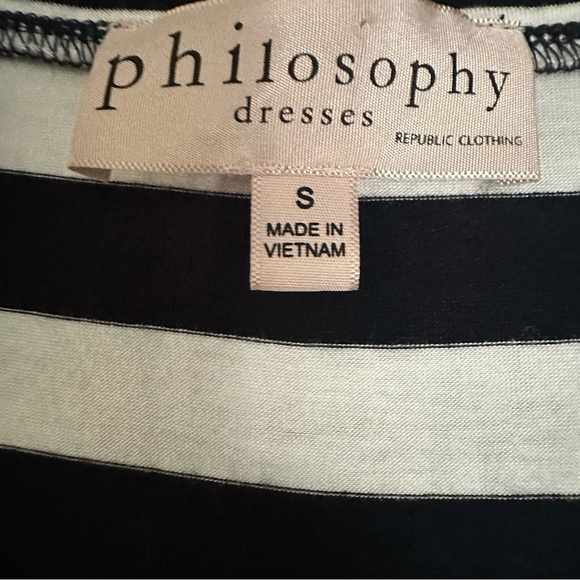 philosophy
dresses
REPUBLIC CLOTHING
S
MADE IN
VIETNAM